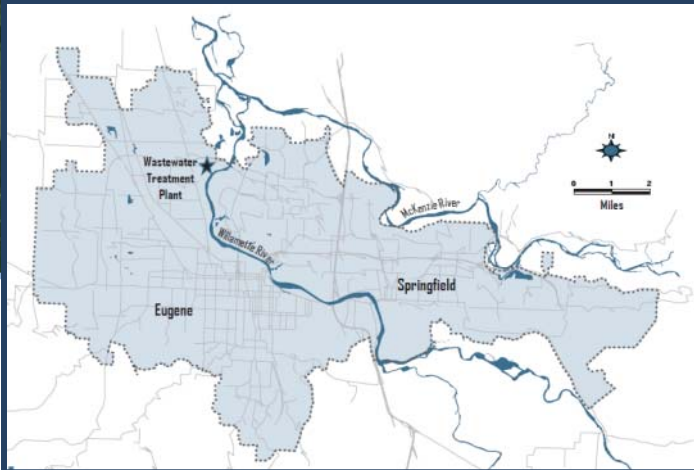 Wastewater
Treatment
Plant
N
0 1 2
Miles
McKenzie River
Willamette River
Springfield
Eugene